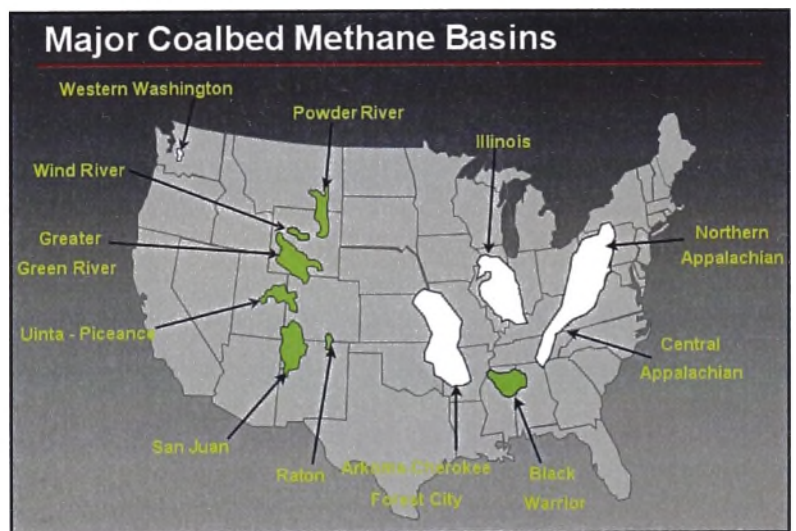 Major Coalbed Methane Basins
Western Washington
Powder River
Illinois
Wind River
Greater
Green River
Northern
Appalachian
Uinta - Piceance
Central
Appalachian
San Juan
Raton
Arkoma-Cherokee
Forest City
Black
Warrior